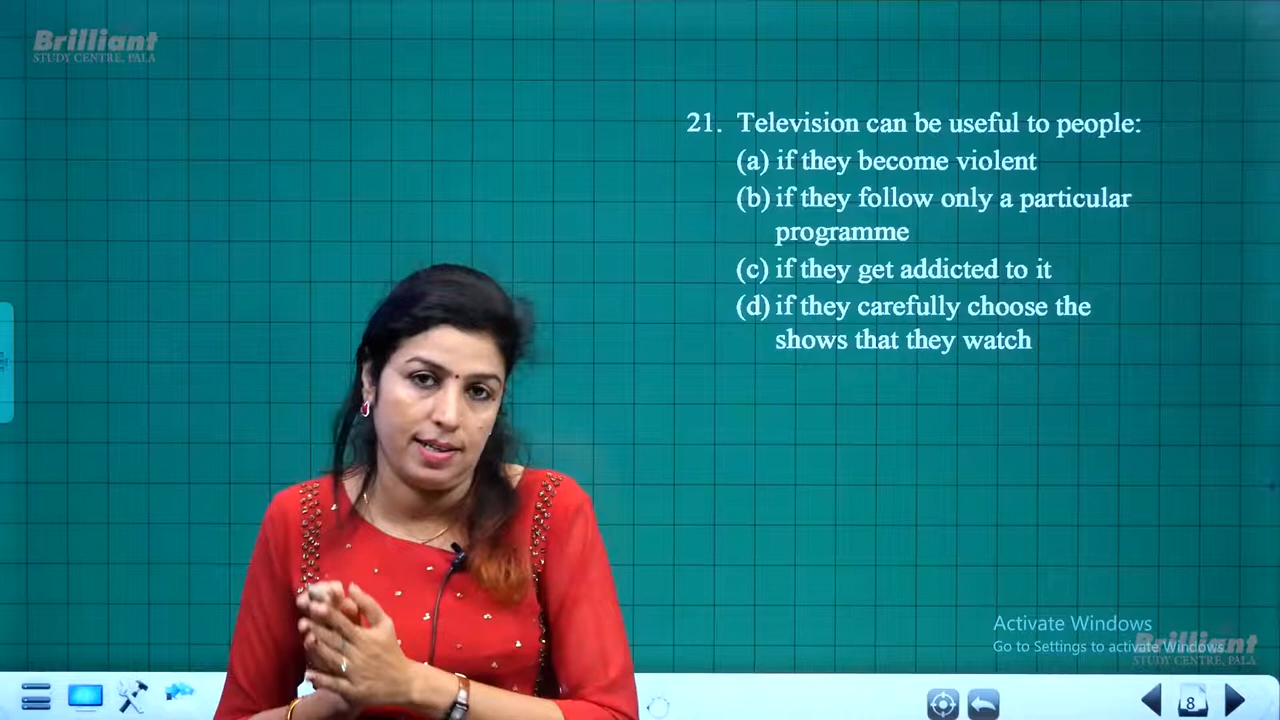 Brilliant
STUDY CENTRE, PALA
21. Television can be useful to people:
(a) if they become violent
(b) if they follow only a particular
programme
(c) if they get addicted to it
(d) if they carefully choose the
shows that they watch
Activate Windows
Go to Settings to activate Windows.
Brilliant
STUDY CENTRE, PALA
8